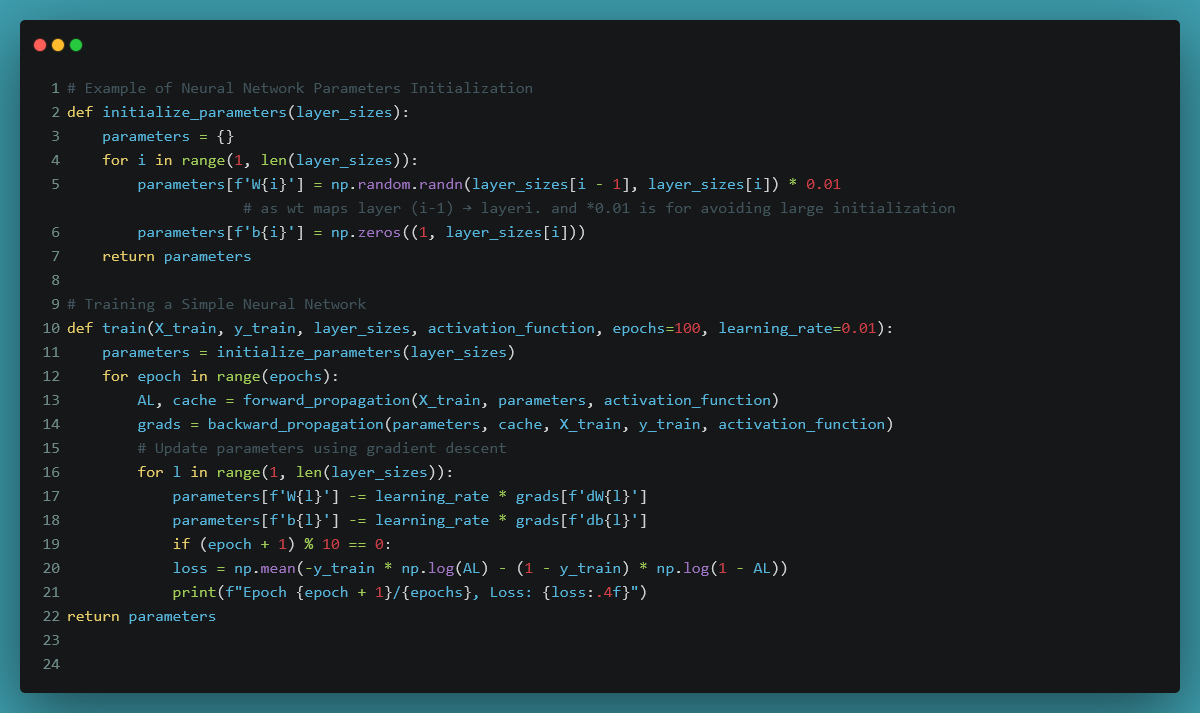 1 # Example of Neural Network Parameters Initialization
2 def initialize_parameters(layer_sizes):
3     parameters = {}
4     for i in range(1, len(layer_sizes)):
5         parameters[f'W{i}'] = np.random.randn(layer_sizes[i - 1], layer_sizes[i]) * 0.01
                    # as wt maps layer (i-1) → layeri. and *0.01 is for avoiding large initialization
6         parameters[f'b{i}'] = np.zeros((1, layer_sizes[i]))
7     return parameters
8
9 # Training a Simple Neural Network
10 def train(X_train, y_train, layer_sizes, activation_function, epochs=100, learning_rate=0.01):
11     parameters = initialize_parameters(layer_sizes)
12     for epoch in range(epochs):
13         AL, cache = forward_propagation(X_train, parameters, activation_function)
14         grads = backward_propagation(parameters, cache, X_train, y_train, activation_function)
15         # Update parameters using gradient descent
16         for l in range(1, len(layer_sizes)):
17             parameters[f'W{l}'] -= learning_rate * grads[f'dW{l}']
18             parameters[f'b{l}'] -= learning_rate * grads[f'db{l}']
19             if (epoch + 1) % 10 == 0:
20             loss = np.mean(-y_train * np.log(AL) - (1 - y_train) * np.log(1 - AL))
21             print(f"Epoch {epoch + 1}/{epochs}, Loss: {loss:.4f}")
22 return parameters
23
24